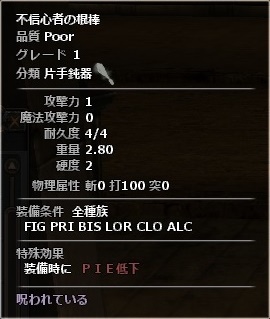 不信心者の棍棒
品質 Poor
グレード 1
分類 片手鈍器
攻撃力 1
魔法攻撃力 0
耐久度 4/4
重量 2.80
硬度 2
物理属性 斬0 打100 突0
装備条件 全種族
FIG PRI BIS LOR CLO ALC
特殊効果
装備時に ＰＩＥ低下
呪われている